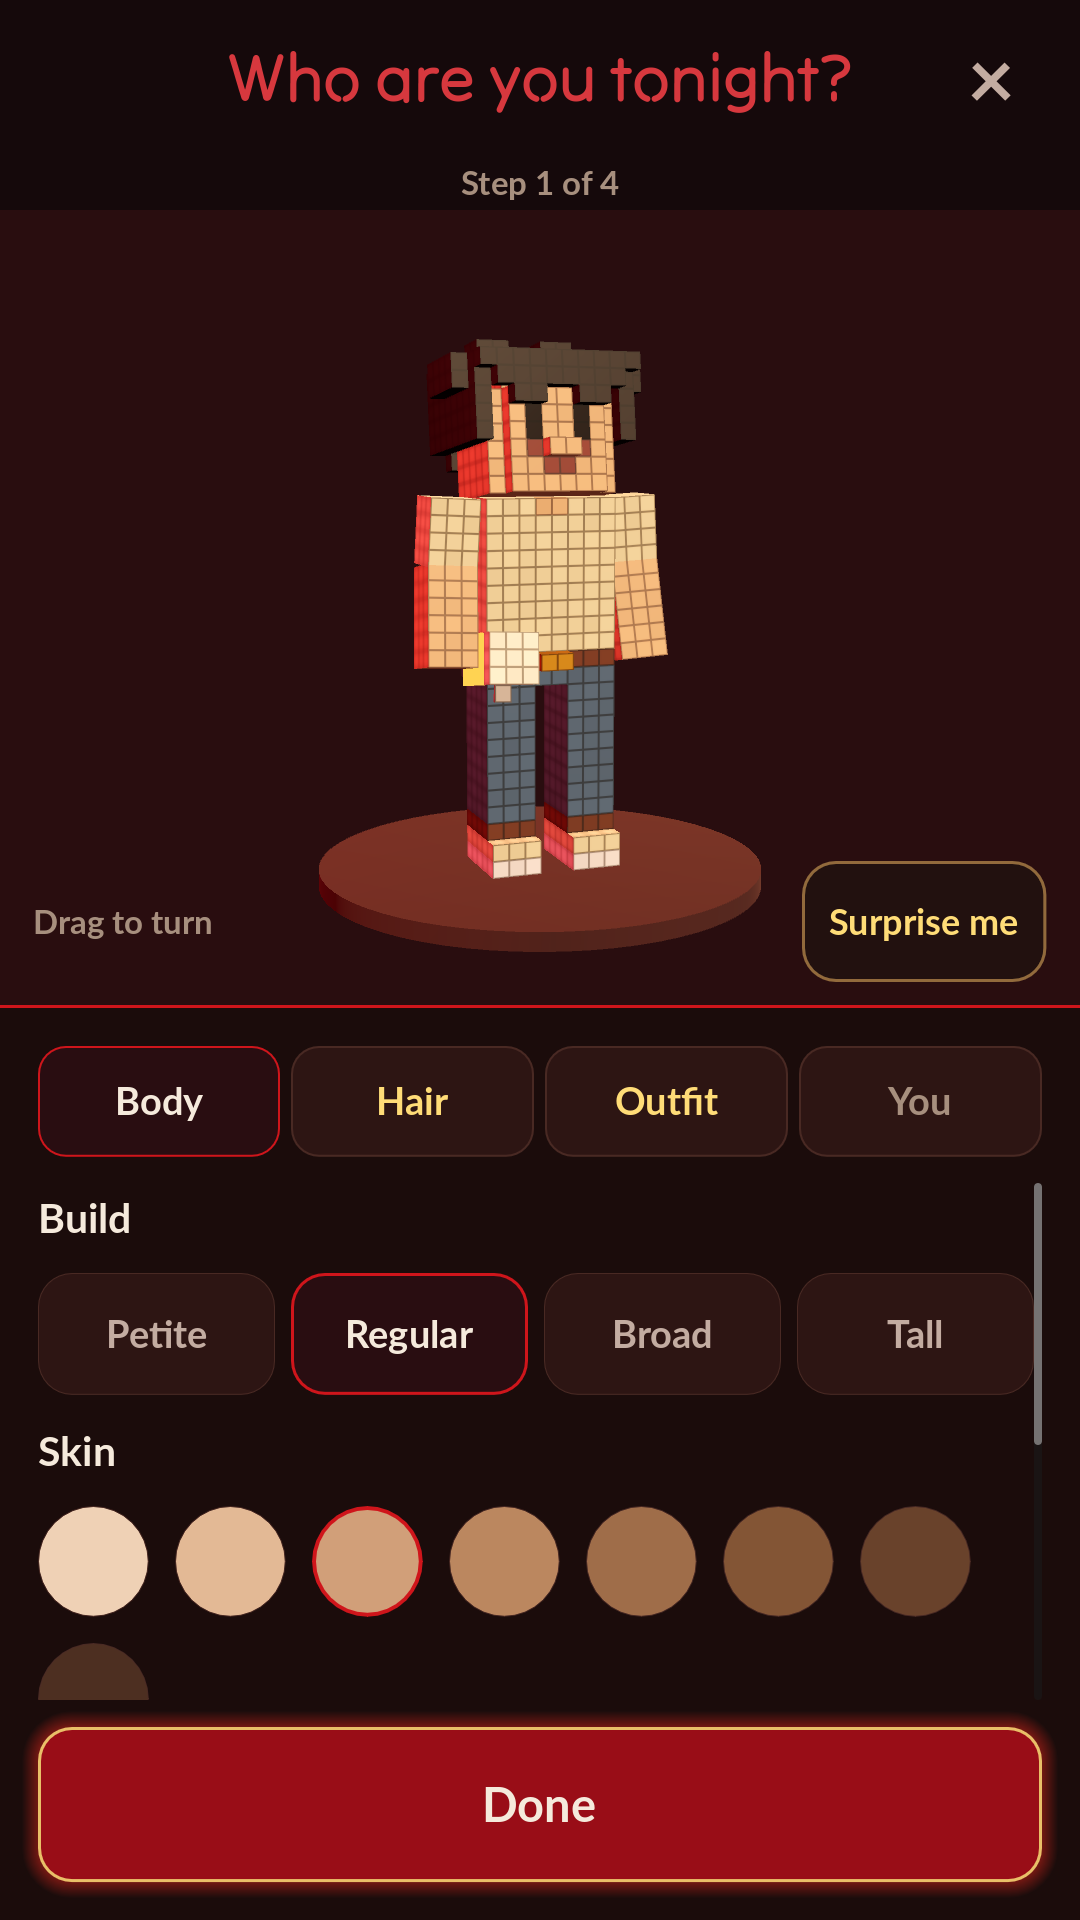 Who are you tonight?
Step 1 of 4
Drag to turn
Surprise me
Body
Hair
Outfit
You
Build
Petite
Regular
Broad
Tall
Skin
Done